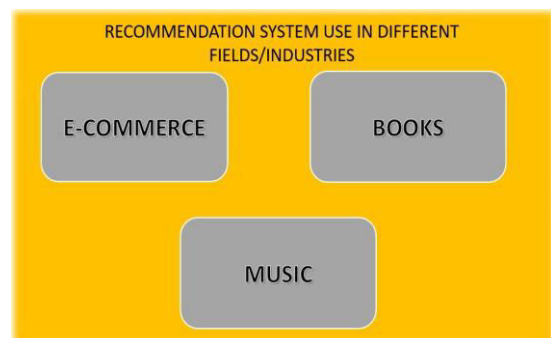 RECOMMENDATION SYSTEM USE IN DIFFERENT
FIELDS/INDUSTRIES
E-COMMERCE
BOOKS
MUSIC